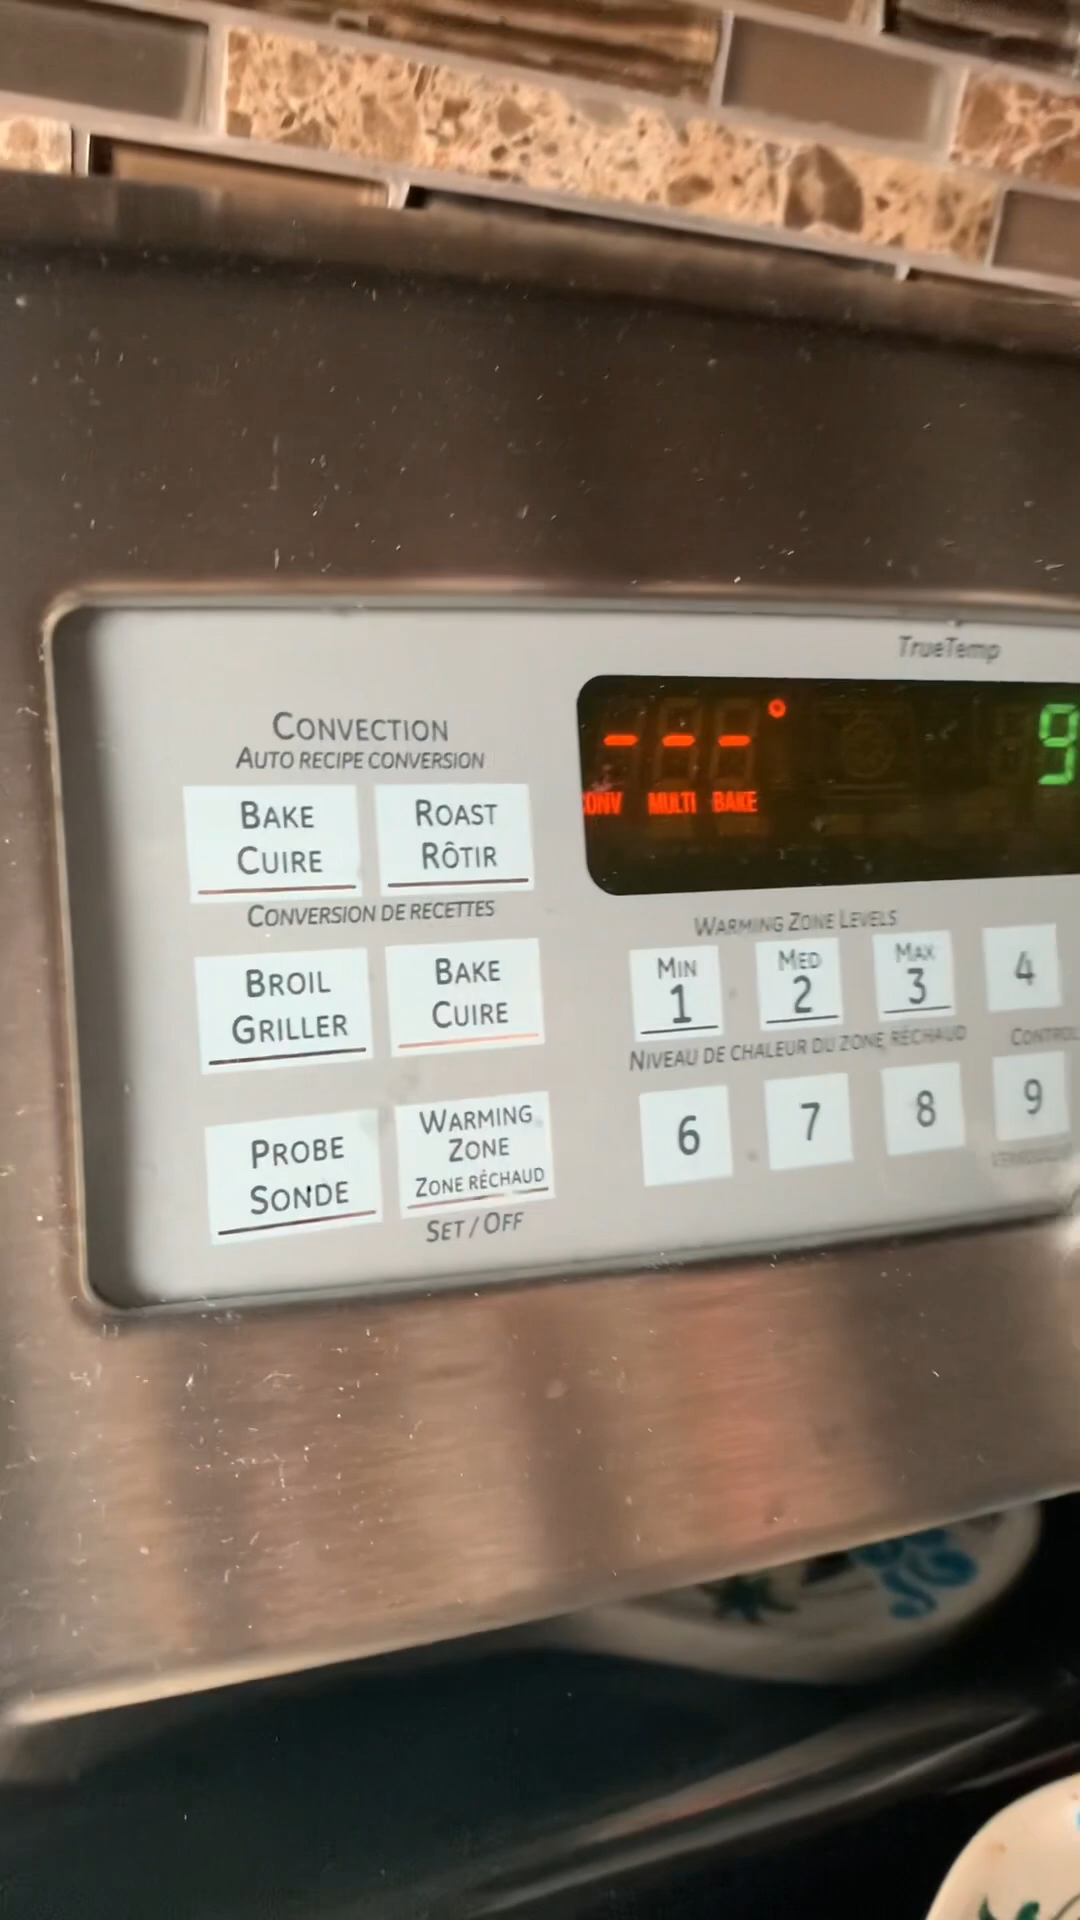 TrueTemp
CONVECTION
AUTO RECIPE CONVERSION
BAKE
CUIRE
ROAST
RÔTIR
CONVERSION DE RECETTES
BROIL
GRILLER
BAKE
CUIRE
PROBE
SONDE
WARMING
ZONE
ZONE RÉCHAUD
SET / OFF
- - - °
MULTI BAKE
9
WARMING ZONE LEVELS
MIN
1
MED
2
MAX
3
4
NIVEAU DE CHALEUR DU ZONE RÉCHAUD
6
7
8
9